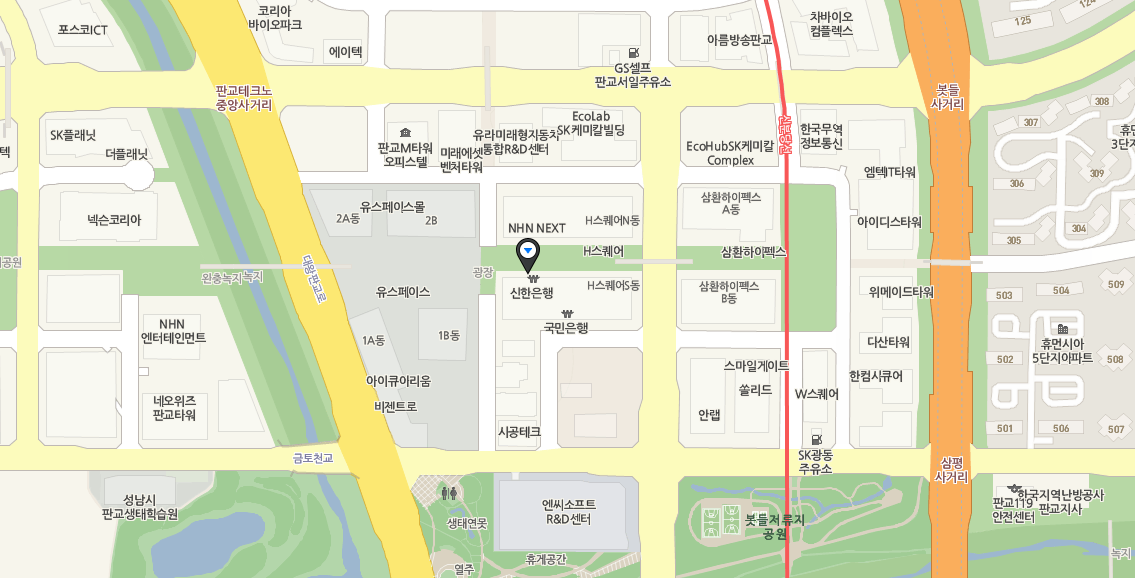 포스코ICT
코리아
바이오파크
에이텍
GS셀프
판교서일주유소
아름방송판교
차바이오
컴플렉스
125
124
판교테크노
중앙사거리
봇들
사거리
308
307
SK플래닛
더플래닛
판교M타워
오피스텔
미래에셋
벤처타워
유라미래형자동차
통합R&D센터
EcoLab
SK케미칼빌딩
EcoHubSK케미칼
Complex
신분당선
한국무역
정보통신
엠텍IT타워
306
309
305
304
넥슨코리아
유스페이스몰
2A동
2B
NHN NEXT
H스퀘어N동
H스퀘어
삼환하이펙스
A동
삼환하이펙스
아이디스타워
완충녹지
녹지
대왕판교로
광장
유스페이스
신한은행
H스퀘어S동
국민은행
삼환하이펙스
B동
위메이드타워
503
504
509
NHN
엔터테인먼트
1A동
1B동
다산타워
휴먼시아
5단지아파트
502
508
아이큐어리움
비젠트로
스마일게이트
쏠리드
안랩
W스퀘어
한컴시큐어
네오위즈
판교타워
시공테크
501
506
507
금토천교
SK광동
주유소
삼평
사거리
성남시
판교생태학습원
생태연못
엔씨소프트
R&D센터
봇들저류지
공원
판교119
안전센터
한국지역난방공사
판교지사
열주
휴게공간
녹지